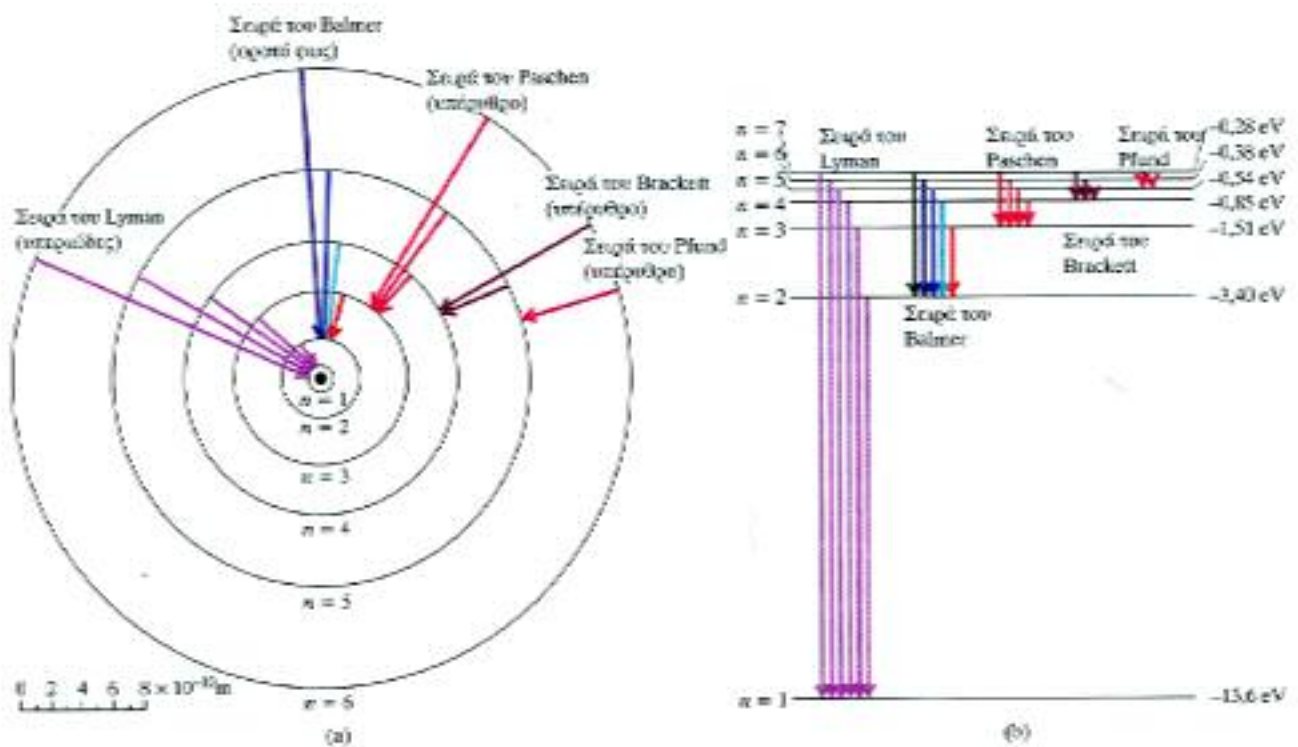 Σειρά του Balmer
(ορατό φως)
Σειρά του Paschen
(υπέρυθρο)
Σειρά του Brackett
(υπέρυθρο)
Σειρά του Pfund
(υπέρυθρο)
Σειρά του Lyman
(υπεριώδες)
n = 1
n = 2
n = 3
n = 4
n = 5
n = 6
0 2 4 6 8 × 10⁻¹⁰m
(a)
n = 7
n = 6
n = 5
n = 4
n = 3
n = 2
n = 1
Σειρά του
Lyman
Σειρά του
Paschen
Σειρά του
Pfund
Σειρά του
Brackett
Σειρά του
Balmer
–0,28 eV
–0,38 eV
–0,54 eV
–0,85 eV
–1,51 eV
–3,40 eV
–13,6 eV
(b)